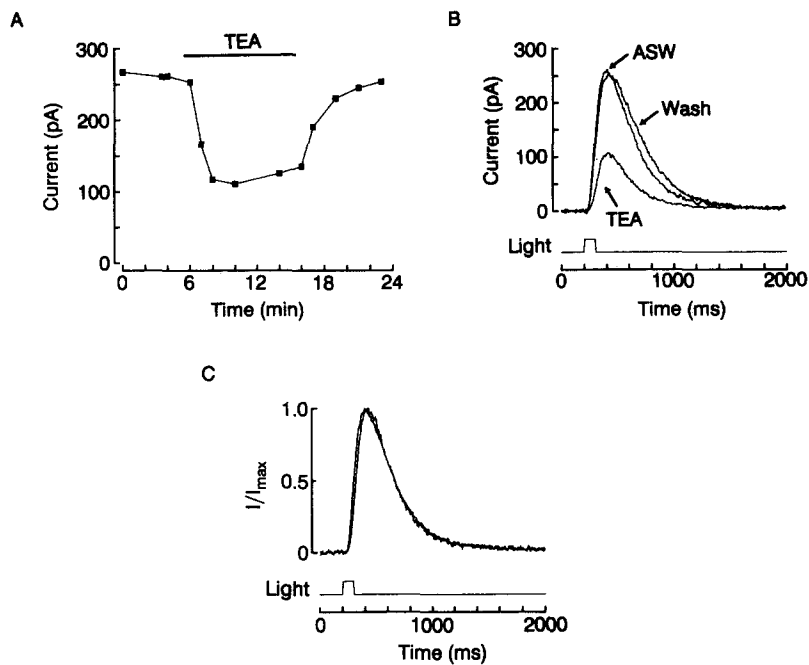 A
TEA
300
200
100
0
Current (pA)
0 6 12 18 24
Time (min)
B
300
200
100
0
Current (pA)
ASW
Wash
TEA
Light
0 1000 2000
Time (ms)
C
1.0
0.5
0
I/Imax
Light
0 1000 2000
Time (ms)